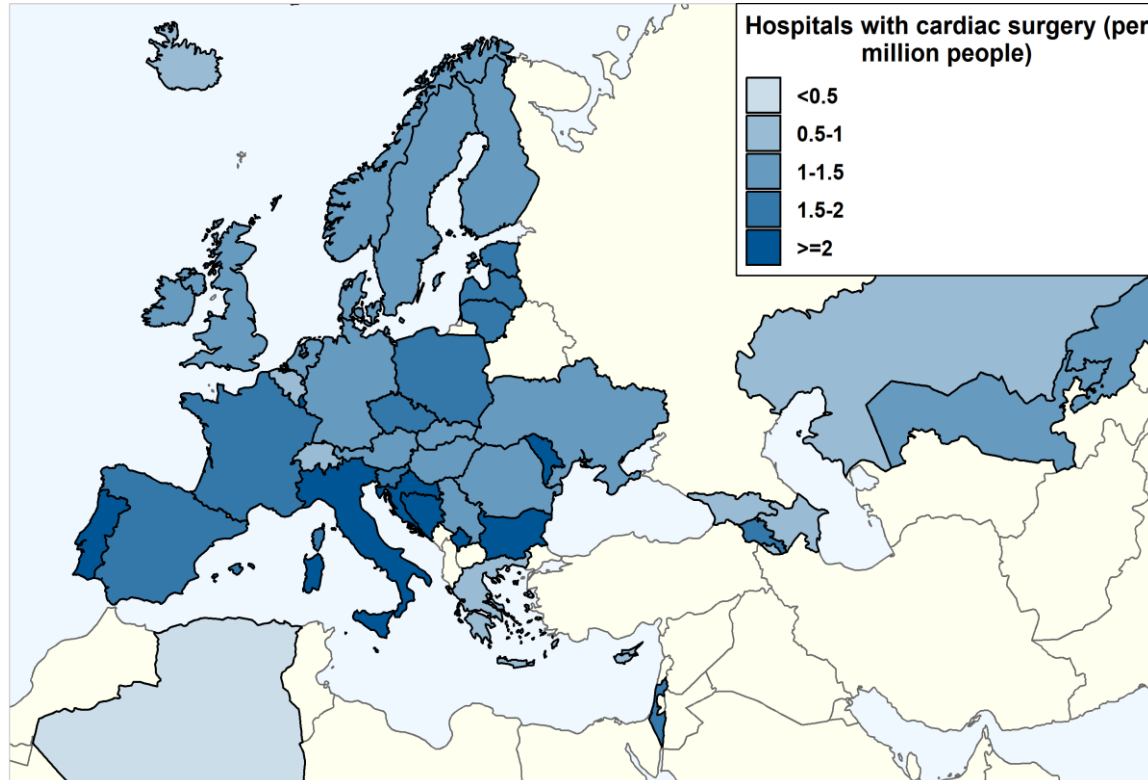 Hospitals with cardiac surgery (per
million people)
<0.5
0.5-1
1-1.5
1.5-2
>=2